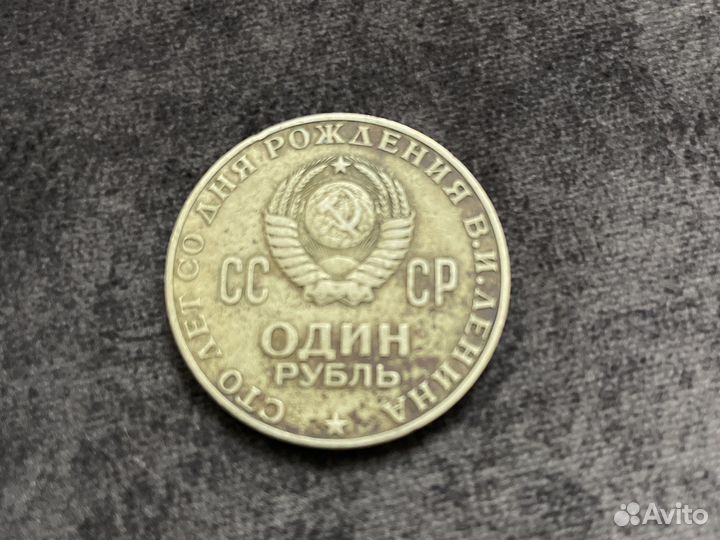 СТО ЛЕТ СО ДНЯ РОЖДЕНИЯ В.И.ЛЕНИНА
СС СР
ОДИН
РУБЛЬ
Avito